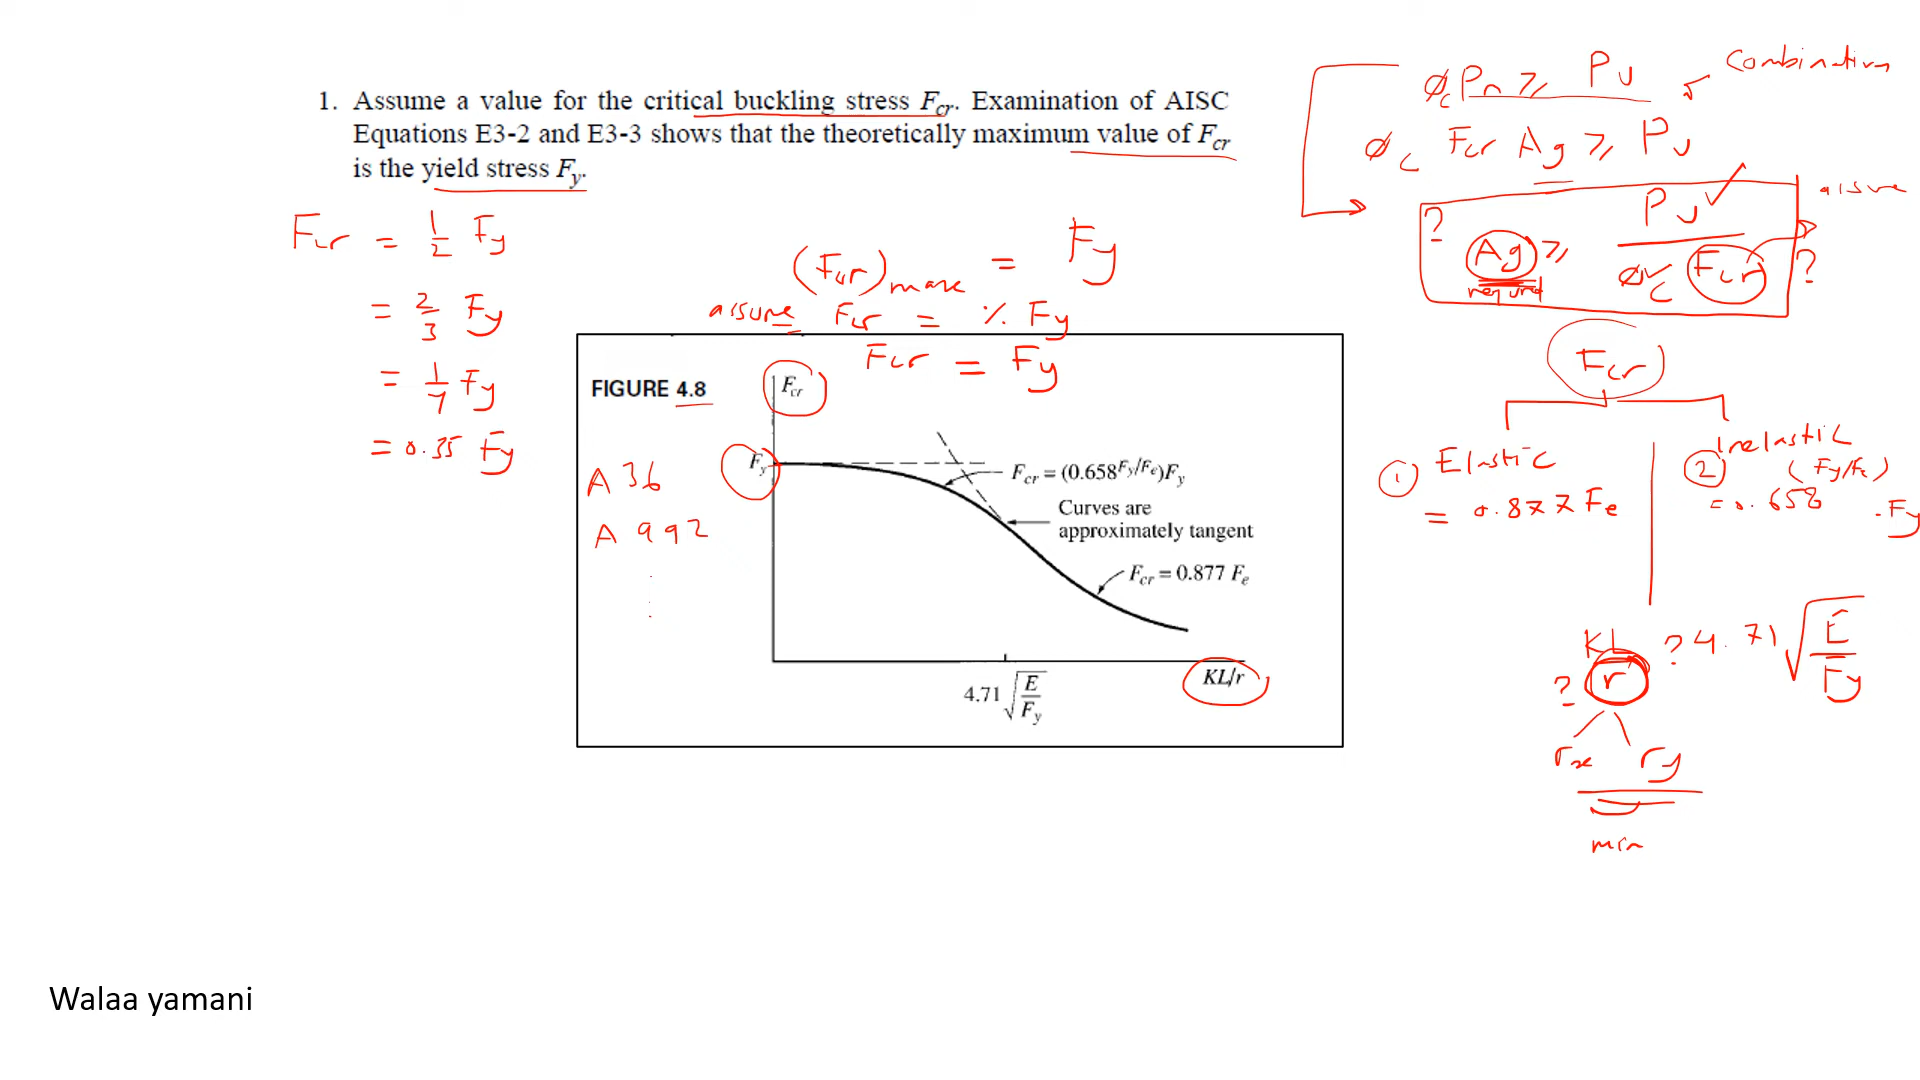 1. Assume a value for the critical buckling stress Fcr. Examination of AISC
Equations E3-2 and E3-3 shows that the theoretically maximum value of Fcr
is the yield stress Fy.
Fcr = 1/2 Fy
= 2/3 Fy
= 1/7 Fy
= 0.35 Fy
(Fcr)max = Fy
assume Fcr = % Fy
Fcr = Fy
FIGURE 4.8
Fcr
Fy
A 36
A 992
Fcr = (0.658^Fy/Fe)Fy
Curves are
approximately tangent
Fcr = 0.877 Fe
4.71 √E/Fy
KL/r
ϕc Pn ≥ Pu
Combination
ϕc Fcr Ag ≥ Pu
? Ag ≥ Pu / ϕc Fcr ?
required
Fcr
① Elastic
= 0.877 Fe
② Inelastic
= 0.658^(Fy/Fe) . Fy
? KL/r ? 4.71 √E/Fy
rx ry
min
Walaa yamani